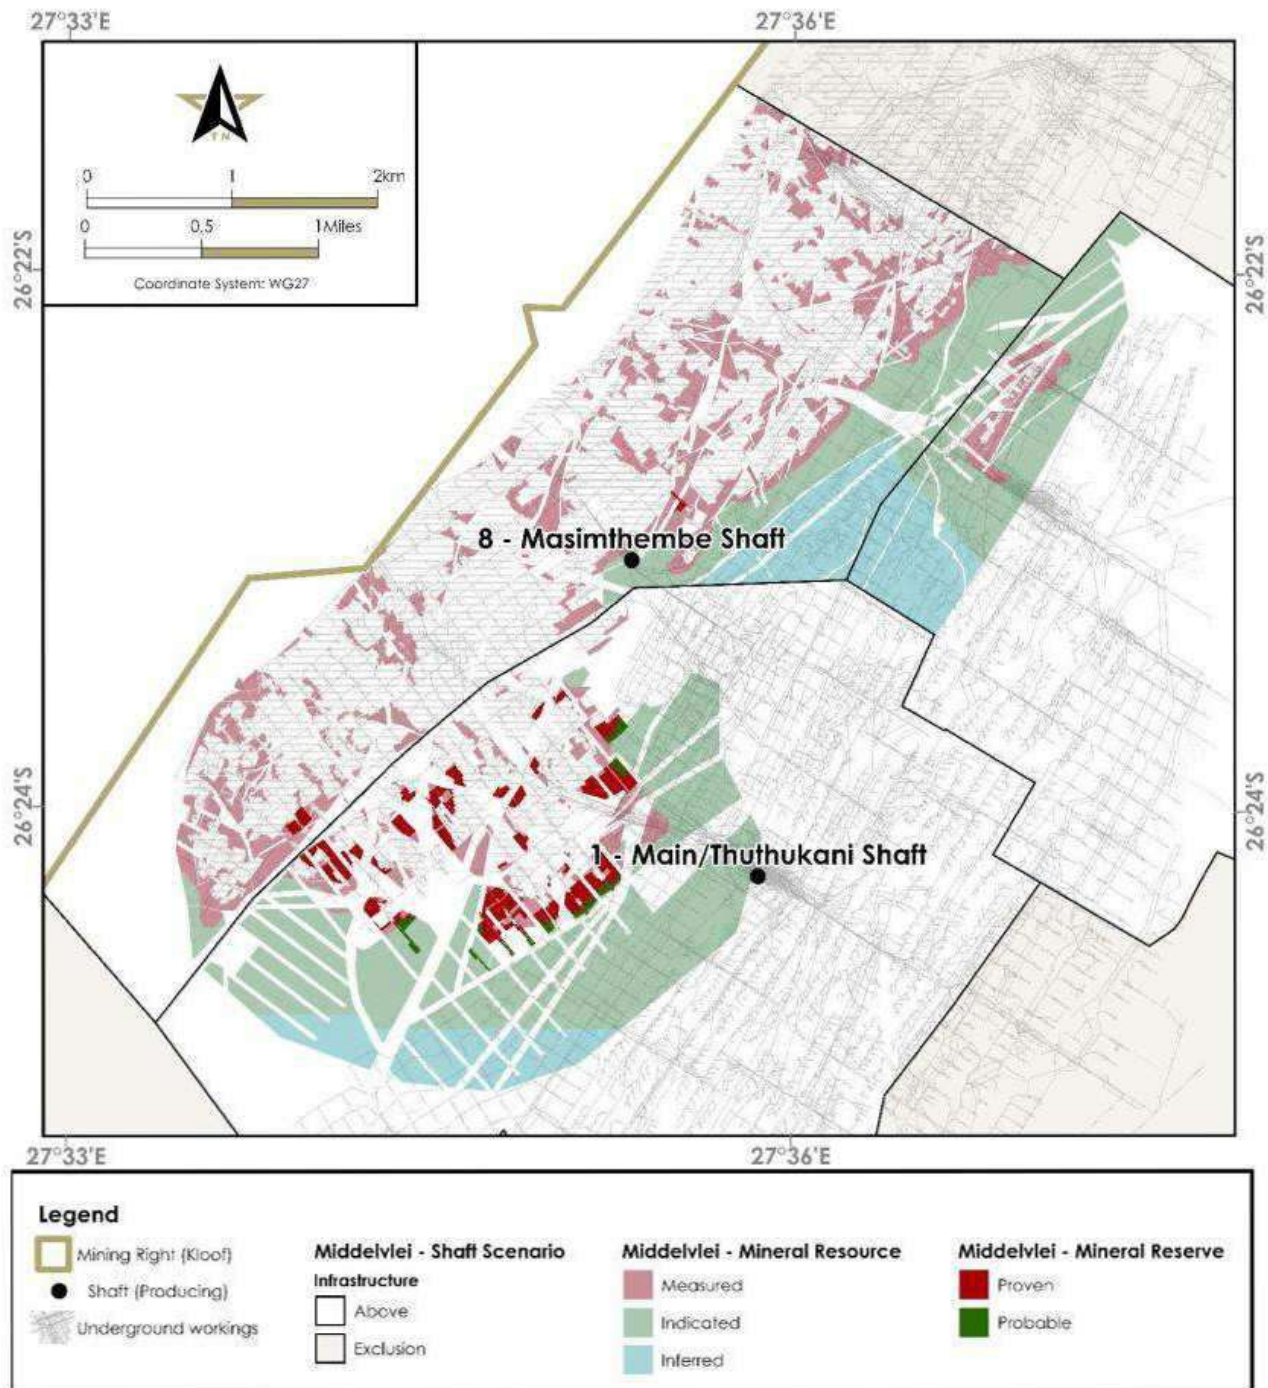 27°33'E 27°36'E
TN
0 1 2km
0 0.5 1Miles
Coordinate System: WG27
26°22'S 26°22'S
8 - Masimthembe Shaft
26°24'S 26°24'S
1 - Main/Thuthukani Shaft
27°33'E 27°36'E
Legend
Mining Right (Kloof)
Shaft (Producing)
Underground workings
Middelvlei - Shaft Scenario
Infrastructure
Above
Exclusion
Middelvlei - Mineral Resource
Measured
Indicated
Inferred
Middelvlei - Mineral Reserve
Proven
Probable